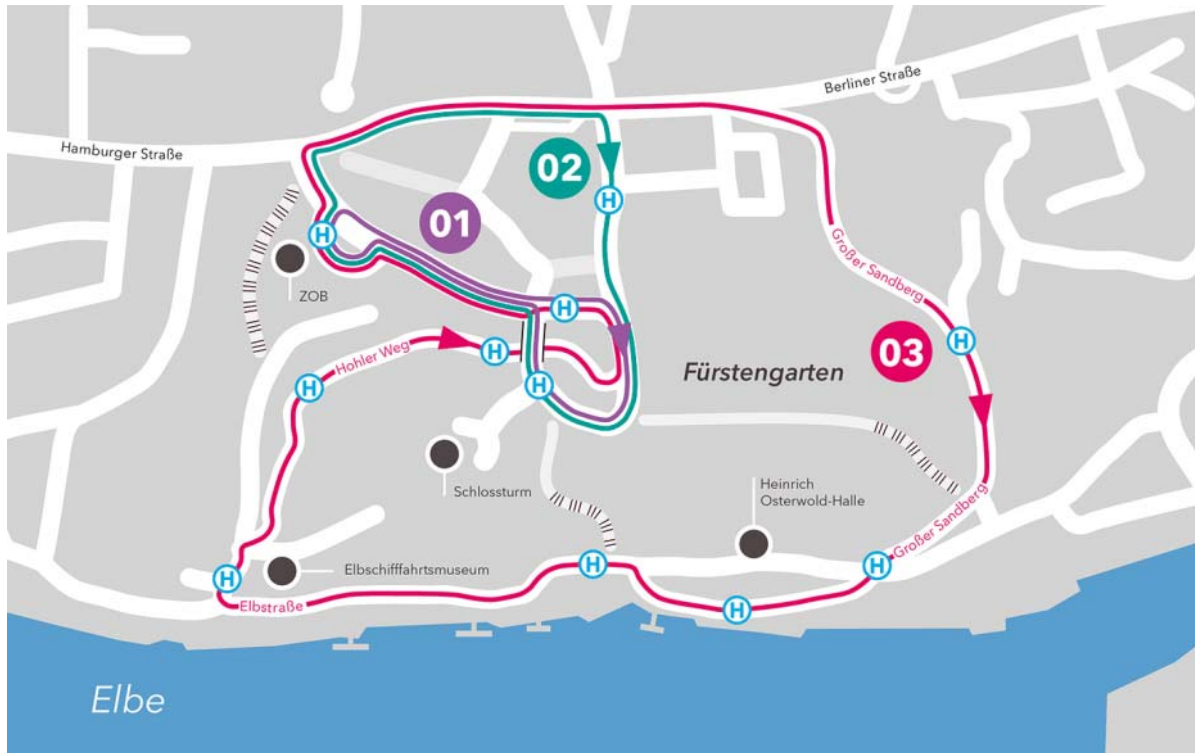 Berliner Straße
Hamburger Straße
02
01
H
H
Großer Sandberg
ZOB
H
H
03
Hohler Weg
H
Fürstengarten
H
H
Schlossturm
Heinrich
Osterwold-Halle
Großer Sandberg
H
H
Elbschifffahrtsmuseum
H
Elbstraße
H
Elbe